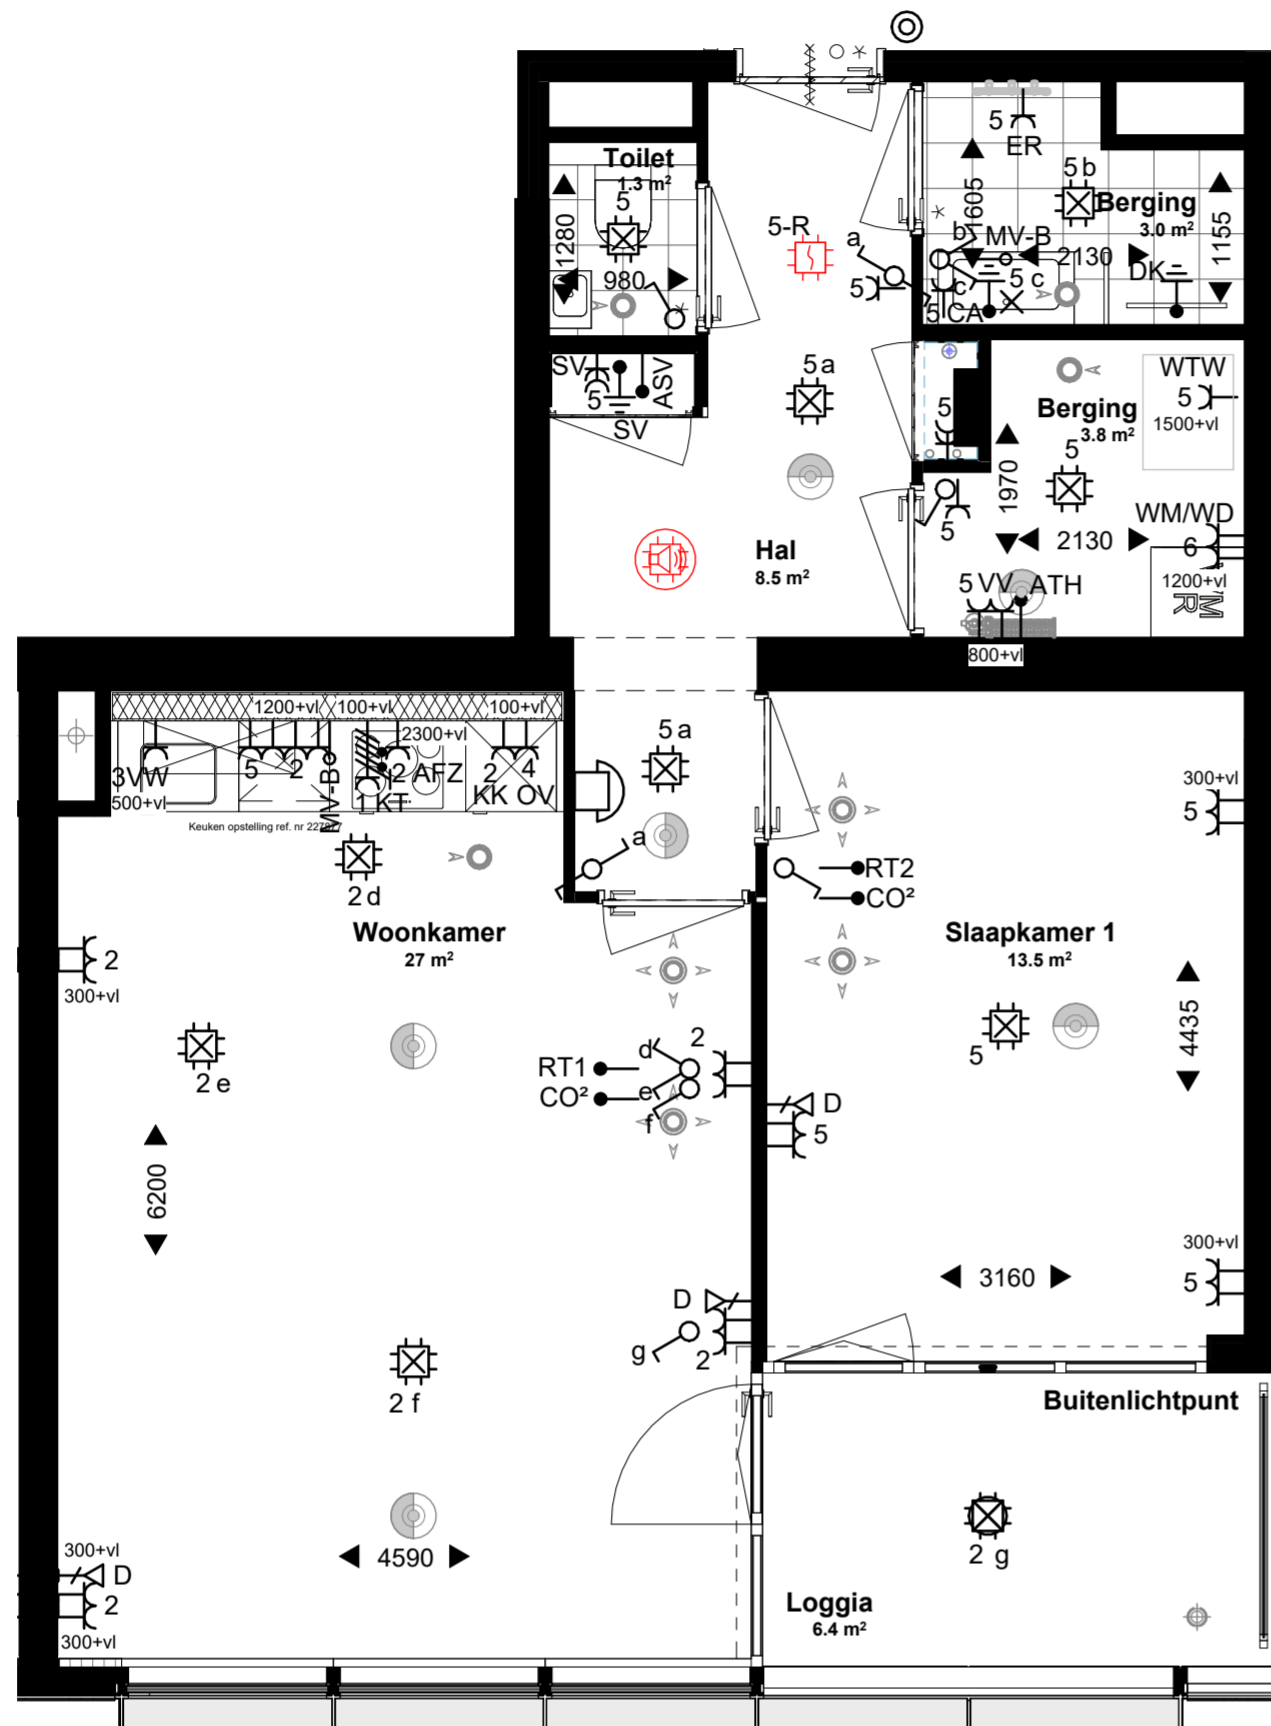 Toilet
1.3 m²
5
1280
980
5-R
a
5
5
ER
1605
5 b
Berging
3.0 m²
1155
b
MV-B
2130
c
5 c
DK
5
CA
SV
5
ASV
SV
5a
5
Berging
3.8 m²
5
WTW
5
1500+vl
1970
5
2130
WM/WD
6
1200+vl
5
VV
ATH
800+vl
Hal
8.5 m²
1200+vl
100+vl
100+vl
2300+vl
3VW
500+vl
5
2
MV-B
1
KT
2
AFZ
2
4
KK
OV
Keuken opstelling ref. nr
2 d
5 a
a
RT2
CO²
300+vl
5
Woonkamer
27 m²
Slaapkamer 1
13.5 m²
2
300+vl
2 e
RT1
CO²
d
e
f
2
5
4435
D
5
6200
300+vl
5
3160
D
g
2
2 f
Buitenlichtpunt
2 g
4590
300+vl
D
2
300+vl
Loggia
6.4 m²